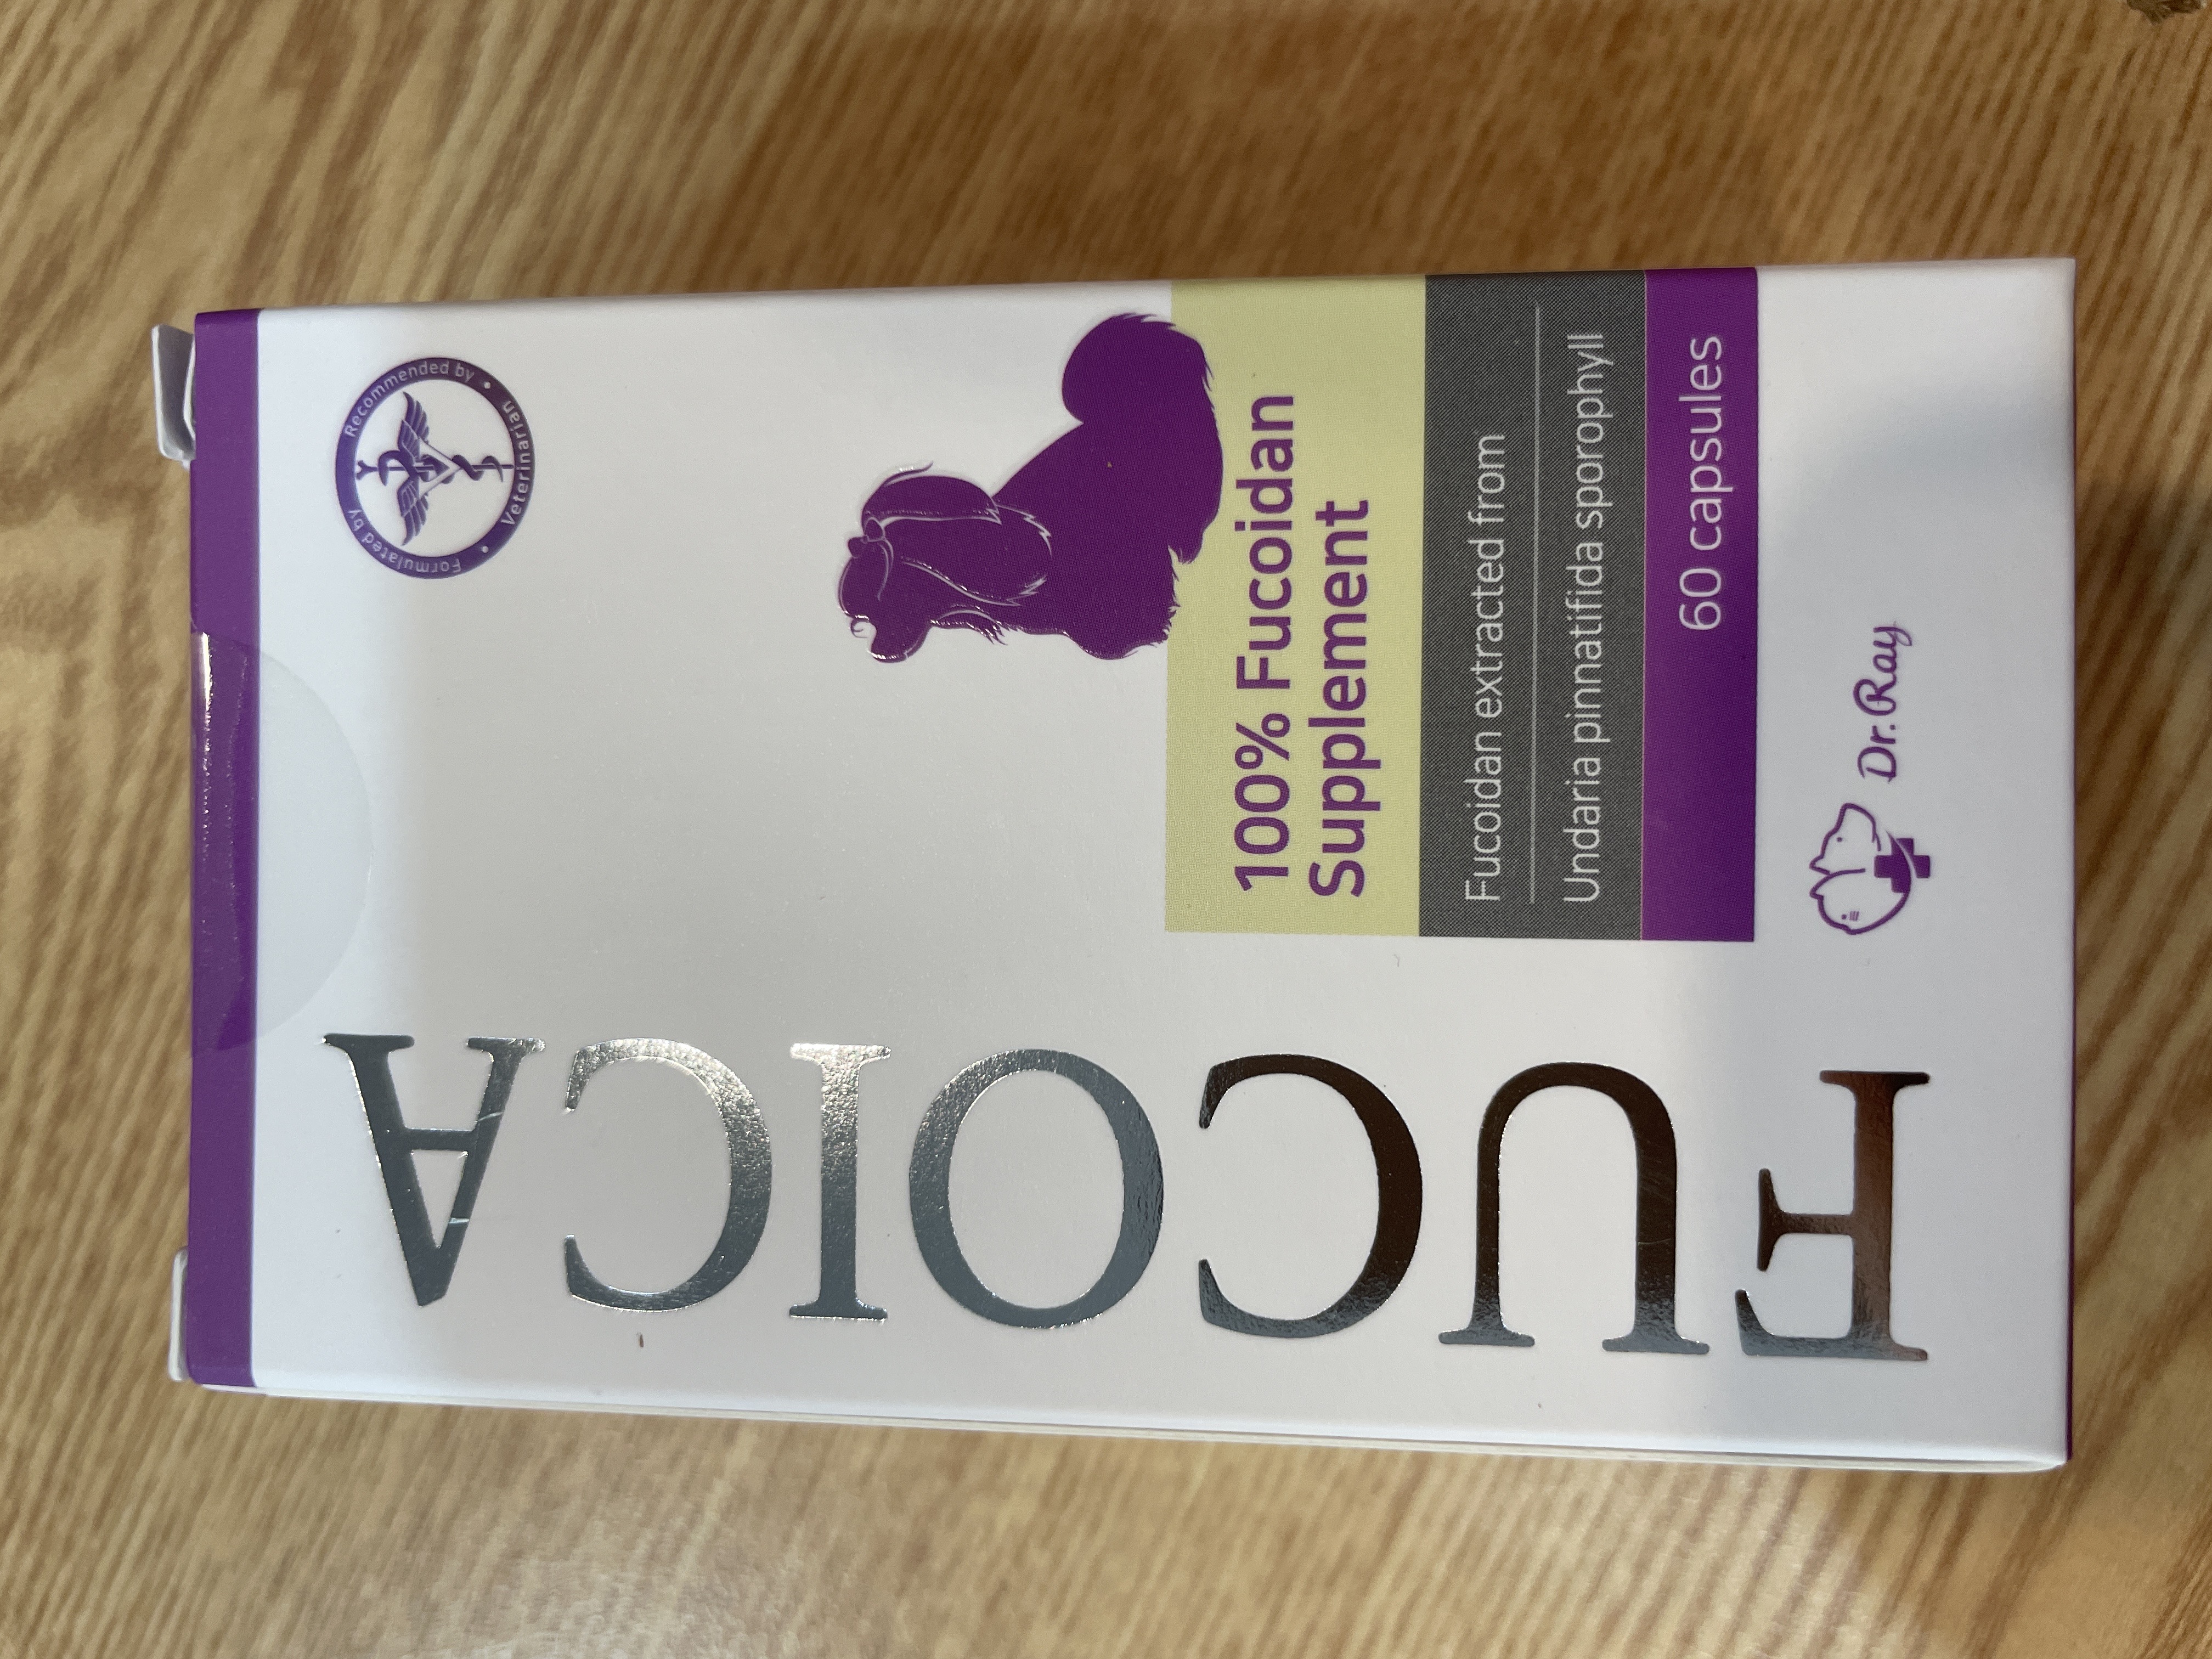 FUCOICA
Formulated by • Recommended by • Veterinarian
100% Fucoidan
Supplement
Fucoidan extracted from
Undaria pinnatifida sporophyll
60 capsules
Dr.Ray